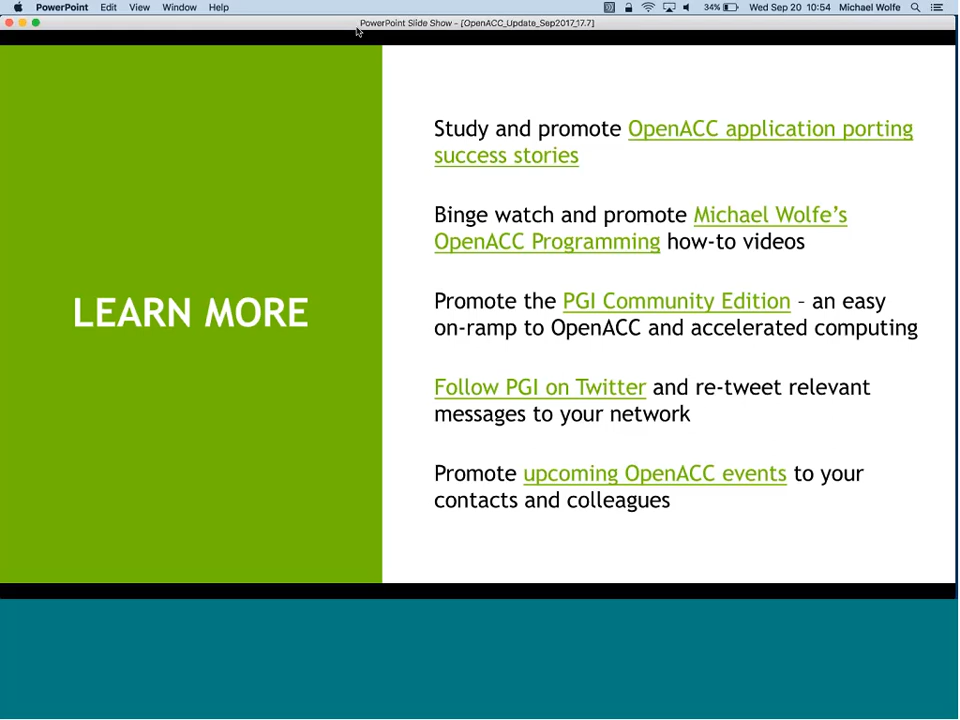 PowerPoint Edit View Window Help 34% Wed Sep 20 10:54 Michael Wolfe
PowerPoint Slide Show - [OpenACC_Update_Sep2017_17.7]
LEARN MORE
Study and promote OpenACC application porting
success stories
Binge watch and promote Michael Wolfe’s
OpenACC Programming how-to videos
Promote the PGI Community Edition – an easy
on-ramp to OpenACC and accelerated computing
Follow PGI on Twitter and re-tweet relevant
messages to your network
Promote upcoming OpenACC events to your
contacts and colleagues